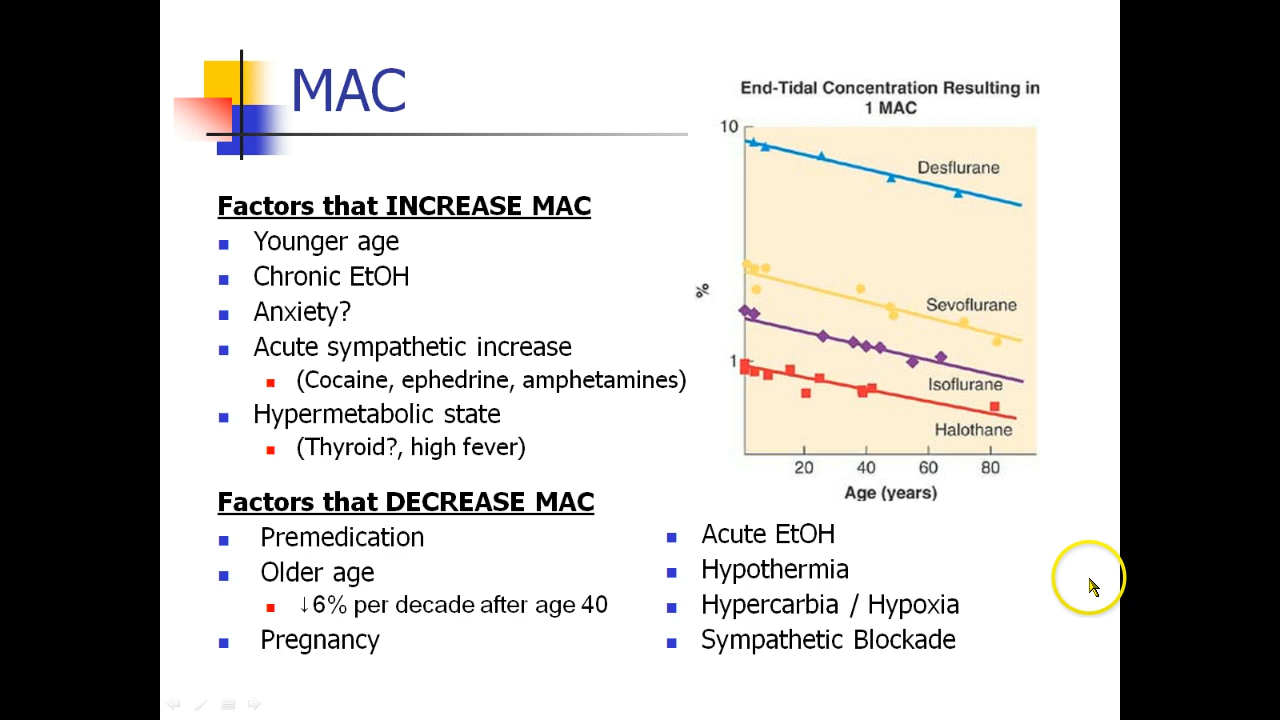 MAC
Factors that INCREASE MAC
Younger age
Chronic EtOH
Anxiety?
Acute sympathetic increase
(Cocaine, ephedrine, amphetamines)
Hypermetabolic state
(Thyroid?, high fever)
End-Tidal Concentration Resulting in
1 MAC
10
Desflurane
%
Sevoflurane
1
Isoflurane
Halothane
20 40 60 80
Age (years)
Factors that DECREASE MAC
Premedication
Older age
↓6% per decade after age 40
Pregnancy
Acute EtOH
Hypothermia
Hypercarbia / Hypoxia
Sympathetic Blockade